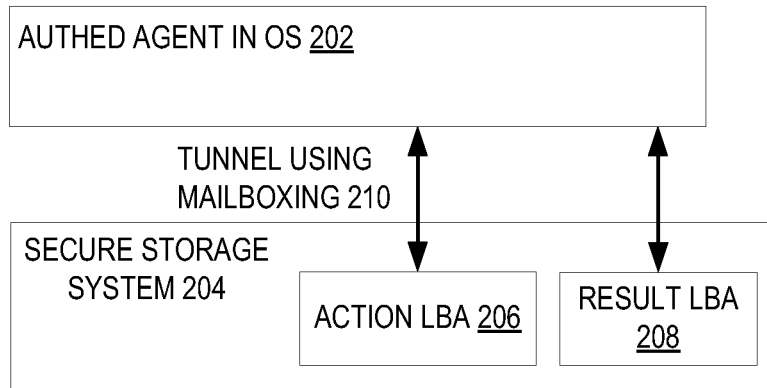 AUTHED AGENT IN OS 202
TUNNEL USING
MAILBOXING 210
SECURE STORAGE
SYSTEM 204
ACTION LBA 206
RESULT LBA
208